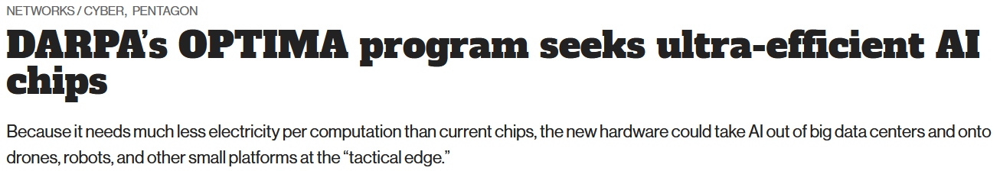 NETWORKS / CYBER, PENTAGON
DARPA’s OPTIMA program seeks ultra-efficient AI
chips
Because it needs much less electricity per computation than current chips, the new hardware could take AI out of big data centers and onto
drones, robots, and other small platforms at the “tactical edge.”